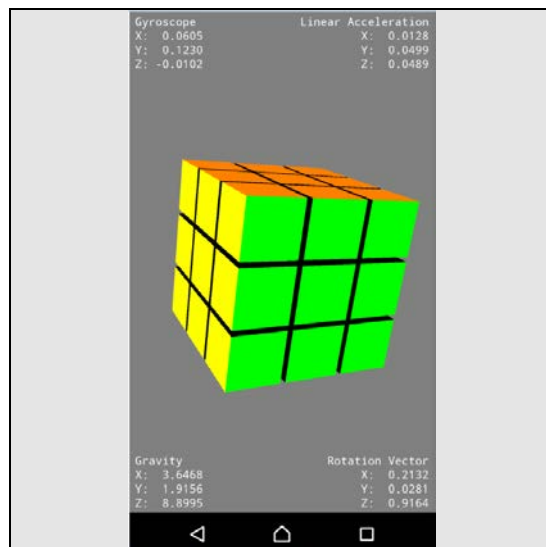 Gyroscope
X: 0.0605
Y: 0.1230
Z: -0.0102
Linear Acceleration
X: 0.0128
Y: 0.0499
Z: 0.0489
Gravity
X: 3.6468
Y: 1.9156
Z: 8.8995
Rotation Vector
X: 0.2132
Y: 0.0281
Z: 0.9164